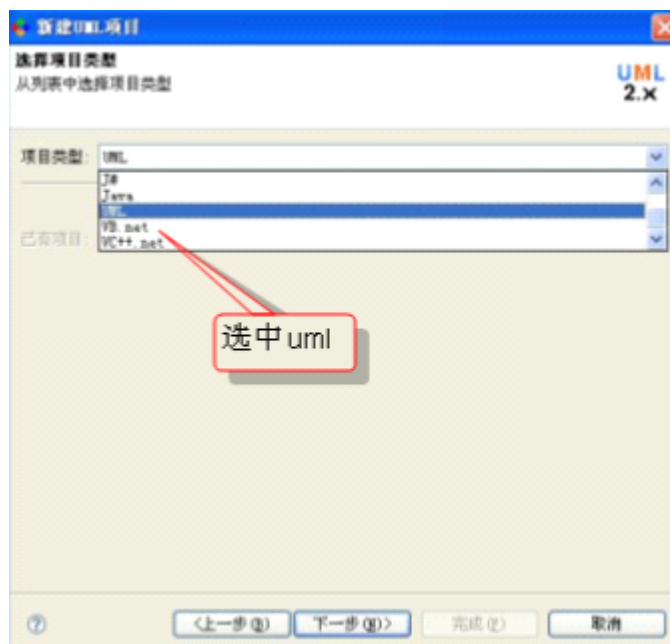 新建UML项目
选择项目类型
从列表中选择项目类型
UML
2.x
项目类型: UML
J#
Java
UML
VB.net
已有项目: VC++.net
选中uml
<上一步(B) 下一步(N)> 完成(F) 取消